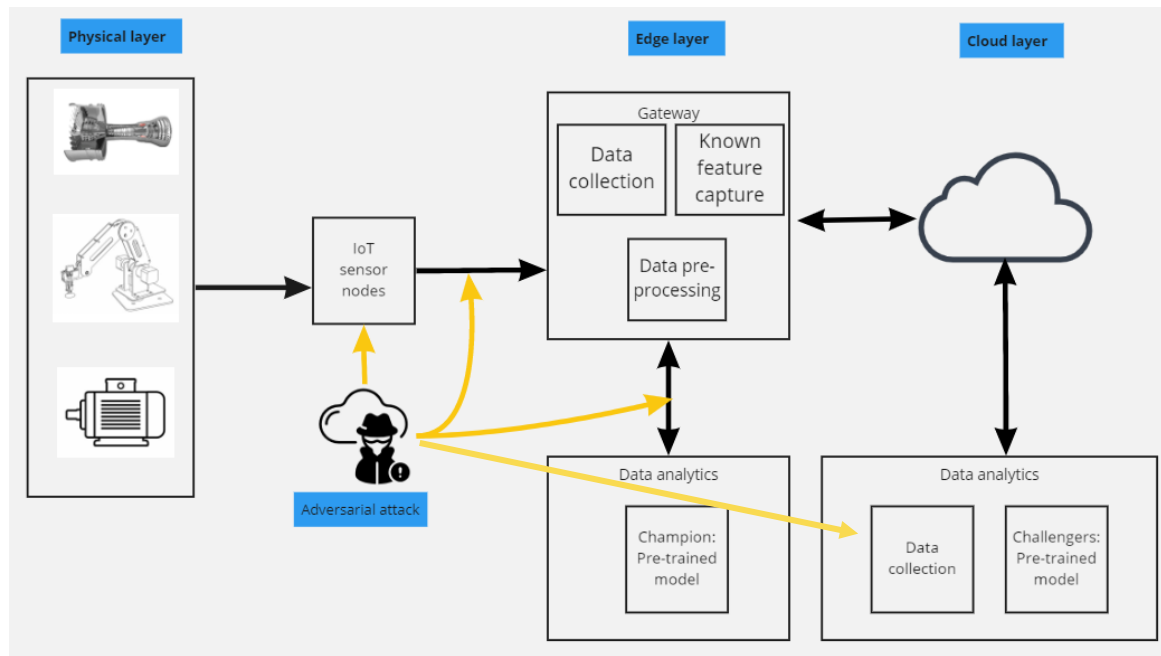 Physical layer
Edge layer
Cloud layer
Gateway
Data
collection
Known
feature
capture
IoT
sensor
nodes
Data pre-
processing
Adversarial attack
Data analytics
Champion:
Pre-trained
model
Data analytics
Data
collection
Challengers:
Pre-trained
model